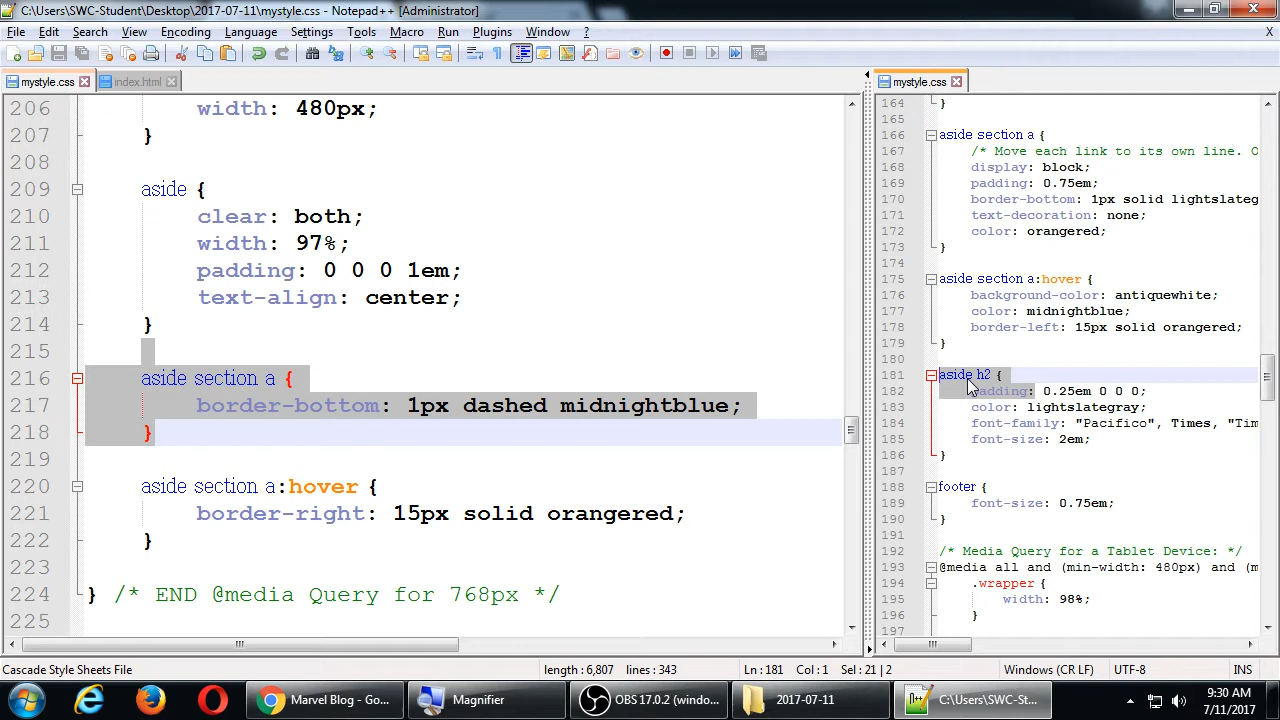 C:\Users\SWC-Student\Desktop\2017-07-11\mystyle.css - Notepad++ [Administrator]
File Edit Search View Encoding Language Settings Tools Macro Run Plugins Window ? X
mystyle.css index.html
206 width: 480px;
207 }
208
209 aside {
210 clear: both;
211 width: 97%;
212 padding: 0 0 0 1em;
213 text-align: center;
214 }
215
216 aside section a {
217 border-bottom: 1px dashed midnightblue;
218 }
219
220 aside section a:hover {
221 border-right: 15px solid orangered;
222 }
223
224 } /* END @media Query for 768px */
225
mystyle.css
164 }
165
166 aside section a {
167 /* Move each link to its own line. O
168 display: block;
169 padding: 0.75em;
170 border-bottom: 1px solid lightslateg
171 text-decoration: none;
172 color: orangered;
173 }
174
175 aside section a:hover {
176 background-color: antiquewhite;
177 color: midnightblue;
178 border-left: 15px solid orangered;
179 }
180
181 aside h2 {
182 padding: 0.25em 0 0 0;
183 color: lightslategray;
184 font-family: "Pacifico", Times, "Tim
185 font-size: 2em;
186 }
187
188 footer {
189 font-size: 0.75em;
190 }
191
192 /* Media Query for a Tablet Device: */
193 @media all and (min-width: 480px) and (m
194 .wrapper {
195 width: 98%;
196 }
197
Cascade Style Sheets File length : 6,807 lines : 343 Ln : 181 Col : 1 Sel : 21 | 2 Windows (CR LF) UTF-8 INS
Marvel Blog - Go... Magnifier OBS 17.0.2 (windo... 2017-07-11 C:\Users\SWC-St... 9:30 AM
7/11/2017